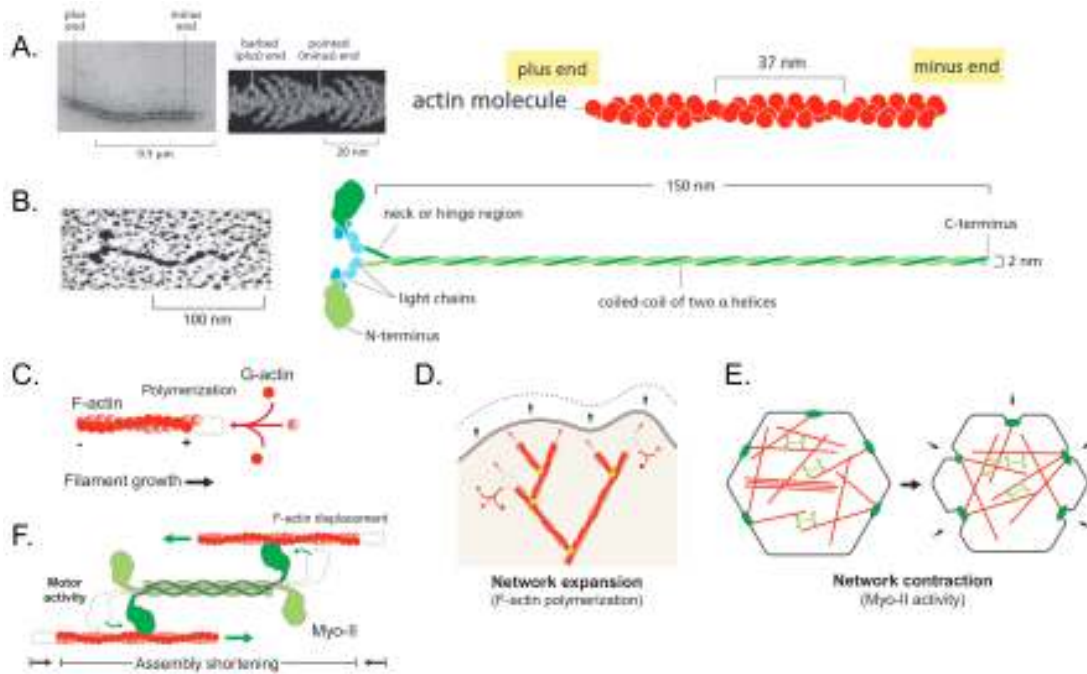 A.
plus
end
minus
end
0.5 µm
barbed
(plus) end
pointed
(minus) end
20 nm
plus end
37 nm
minus end
actin molecule
B.
100 nm
150 nm
neck or hinge region
C-terminus
2 nm
light chains
coiled-coil of two α helices
N-terminus
C.
G-actin
Polymerization
F-actin
-
+
Filament growth
D.
Network expansion
(F-actin polymerization)
E.
Network contraction
(Myo-II activity)
F.
F-actin displacement
Motor
activity
Myo-II
Assembly shortening